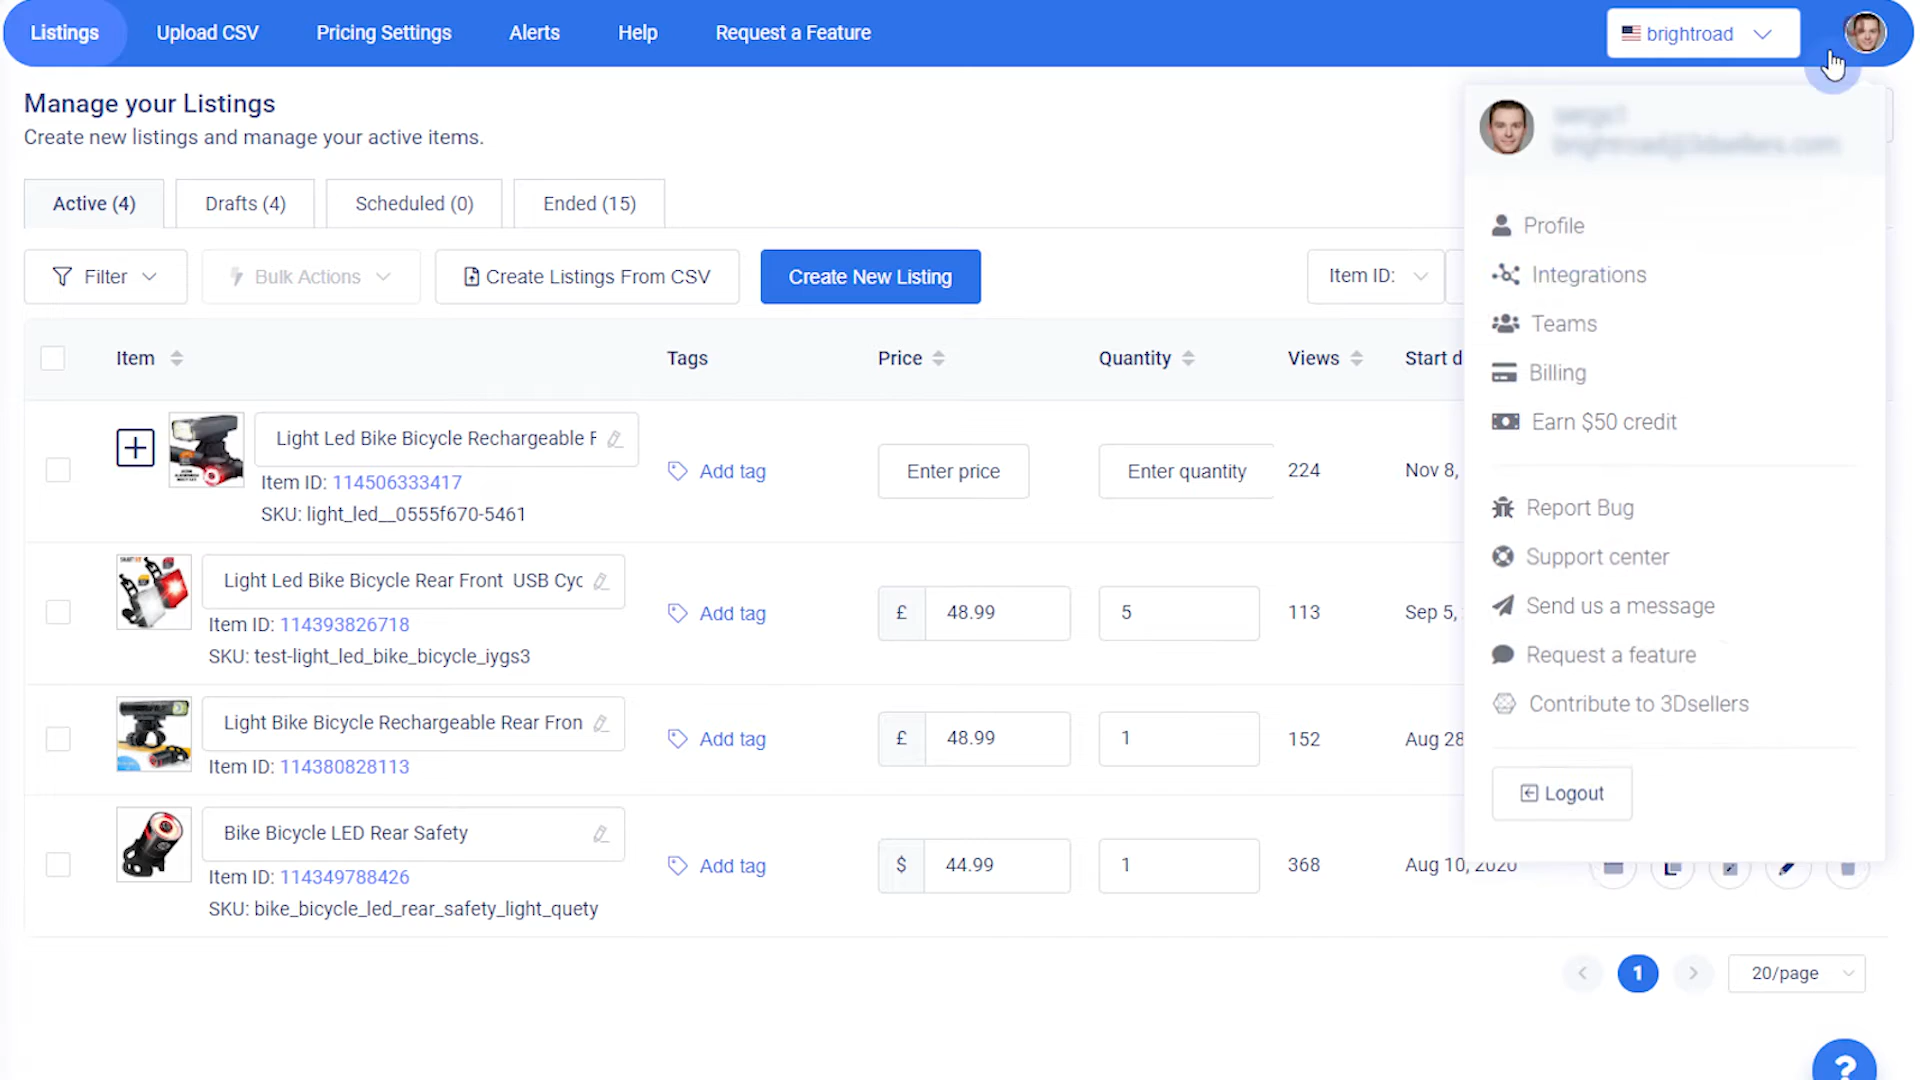 Listings
Upload CSV
Pricing Settings
Alerts
Help
Request a Feature
brightroad
Manage your Listings
Create new listings and manage your active items.
Active (4)
Drafts (4)
Scheduled (0)
Ended (15)
Filter
Bulk Actions
Create Listings From CSV
Create New Listing
Item ID:
Item
Tags
Price
Quantity
Views
Start d
Light Led Bike Bicycle Rechargeable F
Item ID: 114506333417
SKU: light_led__0555f670-5461
Add tag
Enter price
Enter quantity
224
Nov 8,
Light Led Bike Bicycle Rear Front USB Cyc
Item ID: 114393826718
SKU: test-light_led_bike_bicycle_iygs3
Add tag
£
48.99
5
113
Sep 5,
Light Bike Bicycle Rechargeable Rear Fron
Item ID: 114380828113
Add tag
£
48.99
1
152
Aug 28
Bike Bicycle LED Rear Safety
Item ID: 114349788426
SKU: bike_bicycle_led_rear_safety_light_quety
Add tag
$
44.99
1
368
Aug 10, 2020
Profile
Integrations
Teams
Billing
Earn $50 credit
Report Bug
Support center
Send us a message
Request a feature
Contribute to 3Dsellers
Logout
1
20/page
?